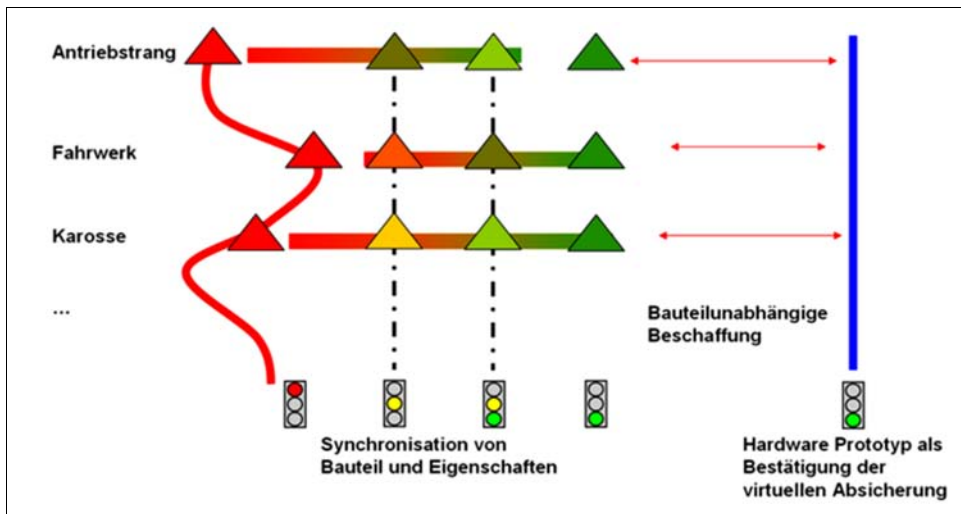 Antriebstrang
Fahrwerk
Karosse
...
Bauteilunabhängige
Beschaffung
Synchronisation von
Bauteil und Eigenschaften
Hardware Prototyp als
Bestätigung der
virtuellen Absicherung